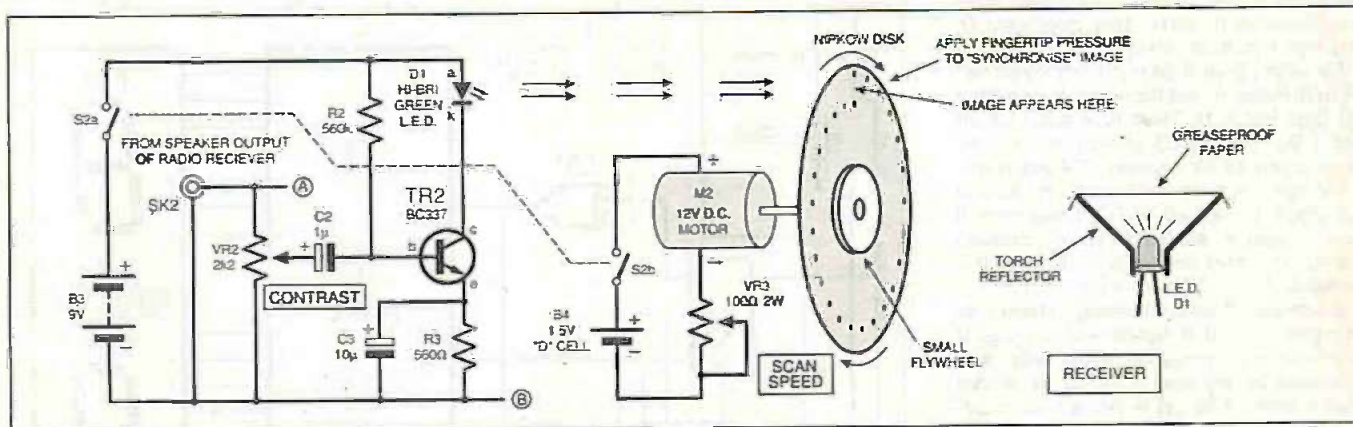 S2a
FROM SPEAKER OUTPUT
OF RADIO RECIEVER
SK2
A
VR2
2k2
CONTRAST
C2
1µ
+
B3
9V
+
−
R2
560k
D1
HI-BRI
GREEN
L.E.D.
a
k
TR2
BC337
b
c
e
C3
10µ
+
R3
560Ω
B
S2b
B4
1.5V
"D" CELL
+
−
M2
12V D.C.
MOTOR
+
−
VR3
100Ω 2W
SCAN
SPEED
NIPKOW DISK
APPLY FINGERTIP PRESSURE
TO "SYNCHRONISE" IMAGE
IMAGE APPEARS HERE
SMALL
FLYWHEEL
GREASEPROOF
PAPER
TORCH
REFLECTOR
L.E.D.
D1
RECEIVER